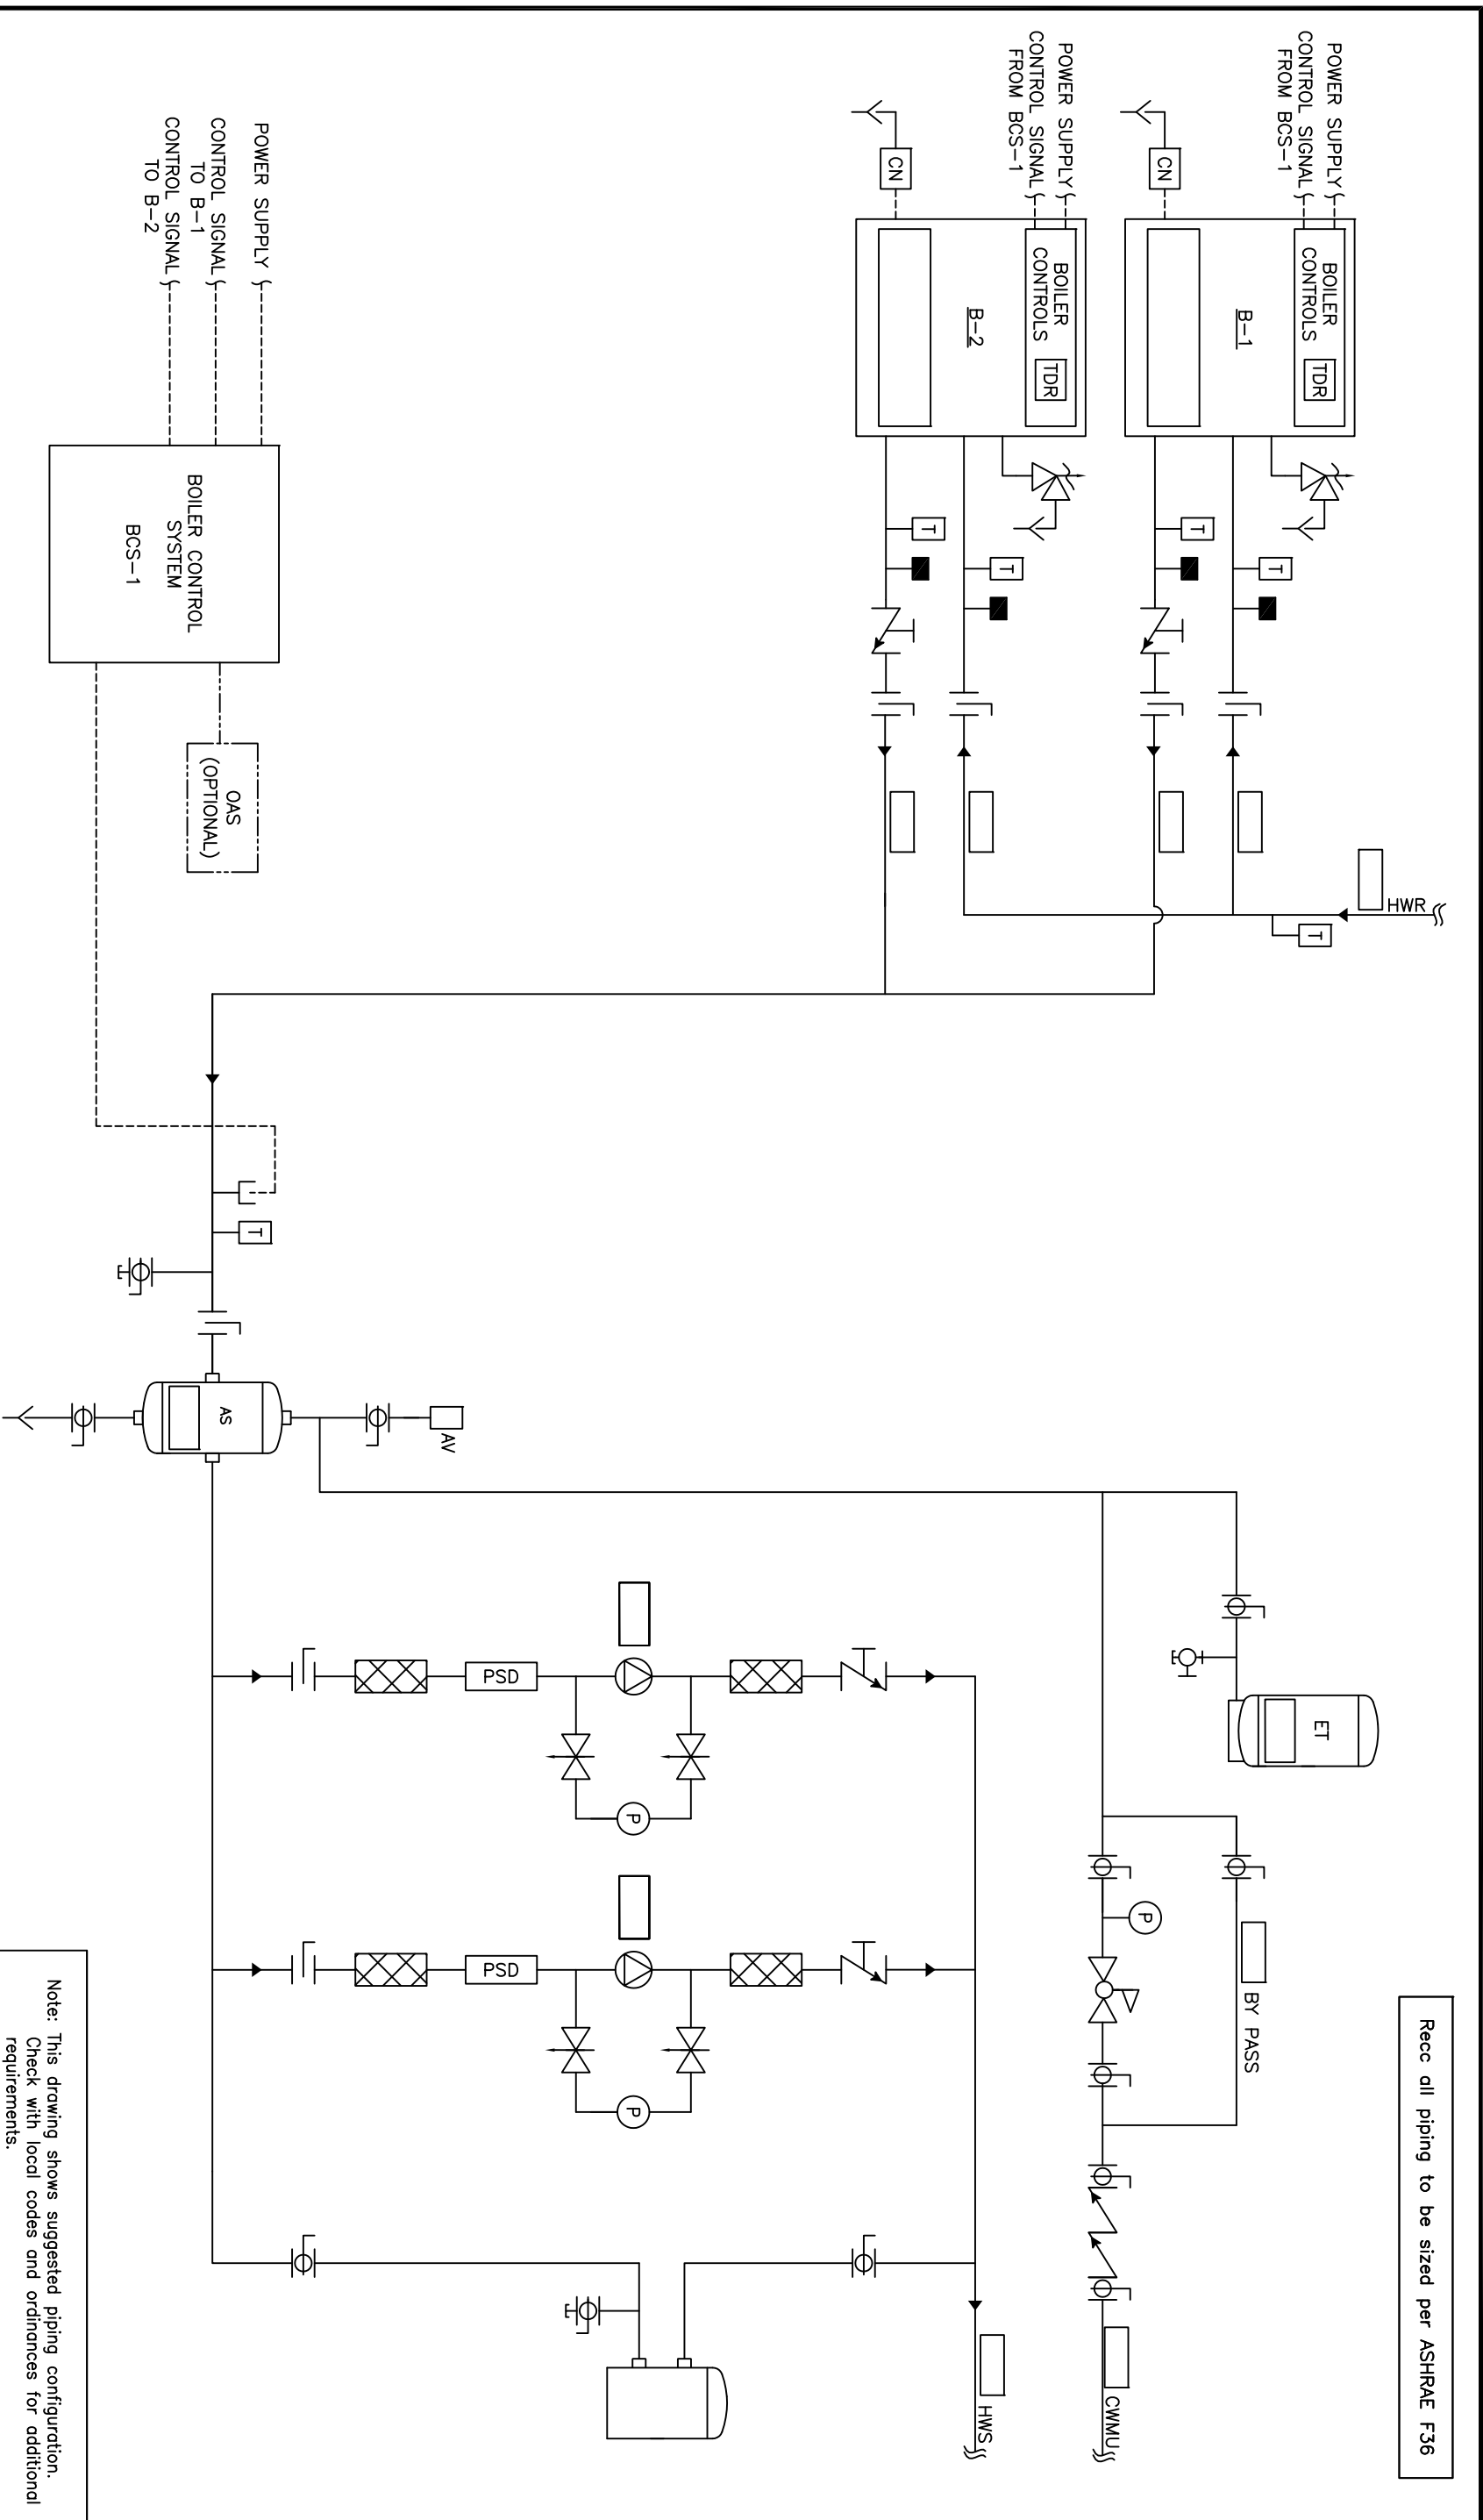 POWER SUPPLY
CONTROL SIGNAL
FROM BCS-1
CN
BOILER
CONTROLS
TDR
B-1
T
T
HWR
T
POWER SUPPLY
CONTROL SIGNAL
FROM BCS-1
CN
BOILER
CONTROLS
TDR
B-2
T
T
POWER SUPPLY
CONTROL SIGNAL
TO B-1
CONTROL SIGNAL
TO B-2
BOILER CONTROL
SYSTEM
BCS-1
OAS
(OPTIONAL)
T
AS
AV
ET
PSD
P
PSD
P
P
BY PASS
CWMU
HWS
Recc all piping to be sized per ASHRAE F36
Note: This drawing shows suggested piping configuration.
Check with local codes and ordinances for additional
requirements.